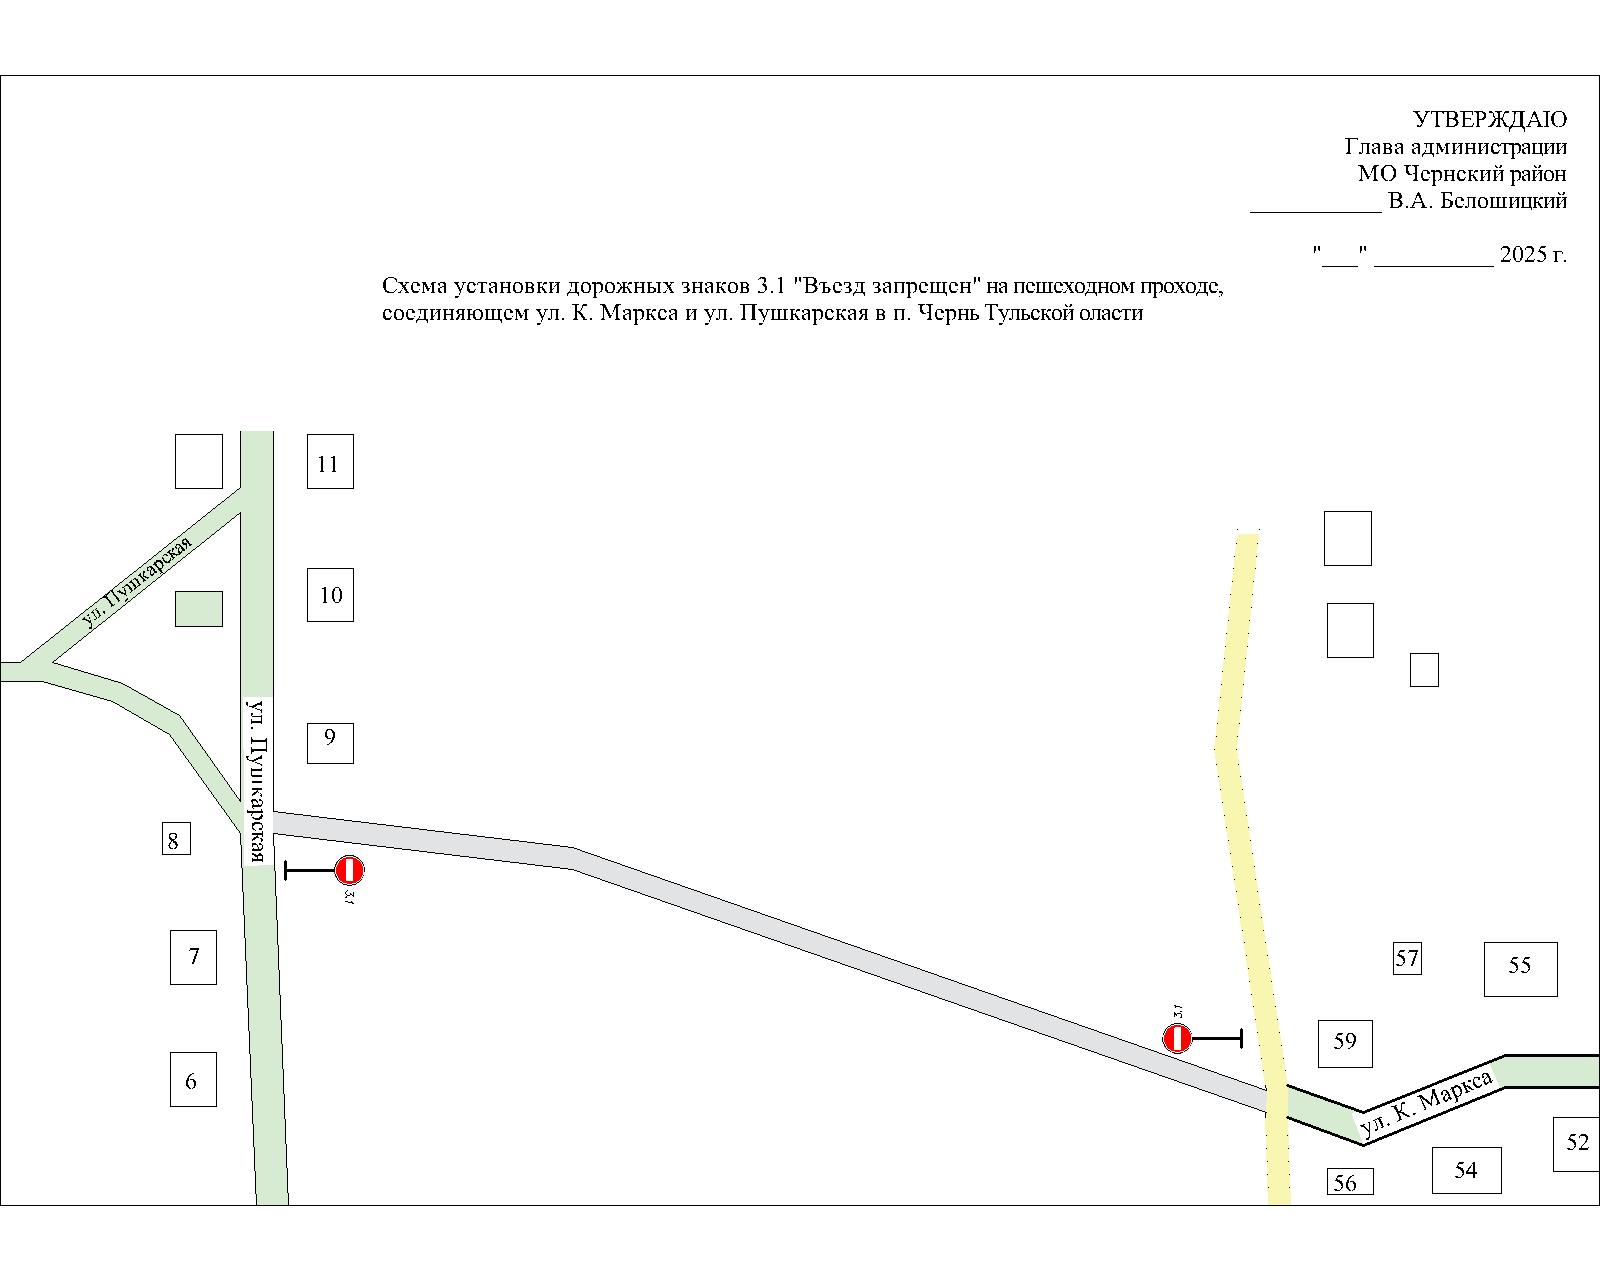 УТВЕРЖДАЮ
Глава администрации
МО Чернский район
___________ В.А. Белошицкий
"___" __________ 2025 г.
Схема установки дорожных знаков 3.1 "Въезд запрещен" на пешеходном проходе,
соединяющем ул. К. Маркса и ул. Пушкарская в п. Чернь Тульской оласти
11
ул. Пушкарская
10
ул. Пушкарская
9
8
3.1
7
57
55
3.1
59
6
ул. К. Маркса
52
54
56